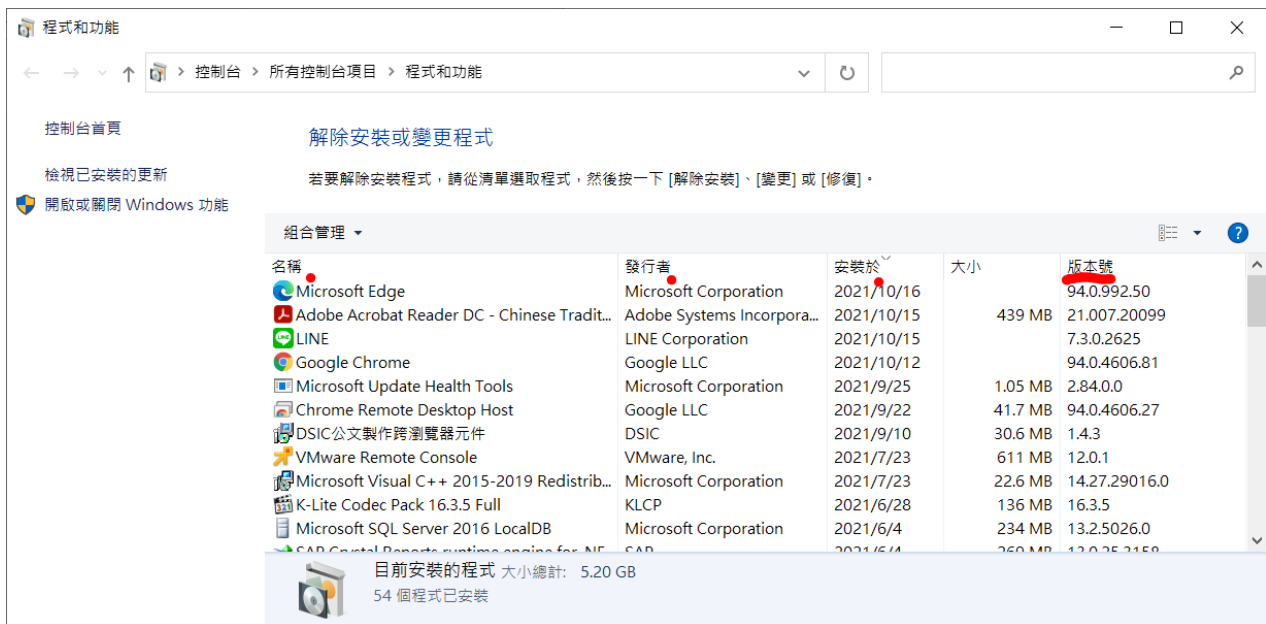 程式和功能
控制台 > 所有控制台項目 > 程式和功能
控制台首頁
檢視已安裝的更新
開啟或關閉 Windows 功能
解除安裝或變更程式
若要解除安裝程式，請從清單選取程式，然後按一下 [解除安裝]、[變更] 或 [修復]。
組合管理
名稱 發行者 安裝於 大小 版本號
Microsoft Edge Microsoft Corporation 2021/10/16 94.0.992.50
Adobe Acrobat Reader DC - Chinese Tradit... Adobe Systems Incorpora... 2021/10/15 439 MB 21.007.20099
LINE LINE Corporation 2021/10/15 7.3.0.2625
Google Chrome Google LLC 2021/10/12 94.0.4606.81
Microsoft Update Health Tools Microsoft Corporation 2021/9/25 1.05 MB 2.84.0.0
Chrome Remote Desktop Host Google LLC 2021/9/22 41.7 MB 94.0.4606.27
DSIC公文製作跨瀏覽器元件 DSIC 2021/9/10 30.6 MB 1.4.3
VMware Remote Console VMware, Inc. 2021/7/23 611 MB 12.0.1
Microsoft Visual C++ 2015-2019 Redistrib... Microsoft Corporation 2021/7/23 22.6 MB 14.27.29016.0
K-Lite Codec Pack 16.3.5 Full KLCP 2021/6/28 136 MB 16.3.5
Microsoft SQL Server 2016 LocalDB Microsoft Corporation 2021/6/4 234 MB 13.2.5026.0
SAP Crystal Reports runtime engine for .NE... SAP 2021/6/4
目前安裝的程式 大小總計: 5.20 GB
54 個程式已安裝